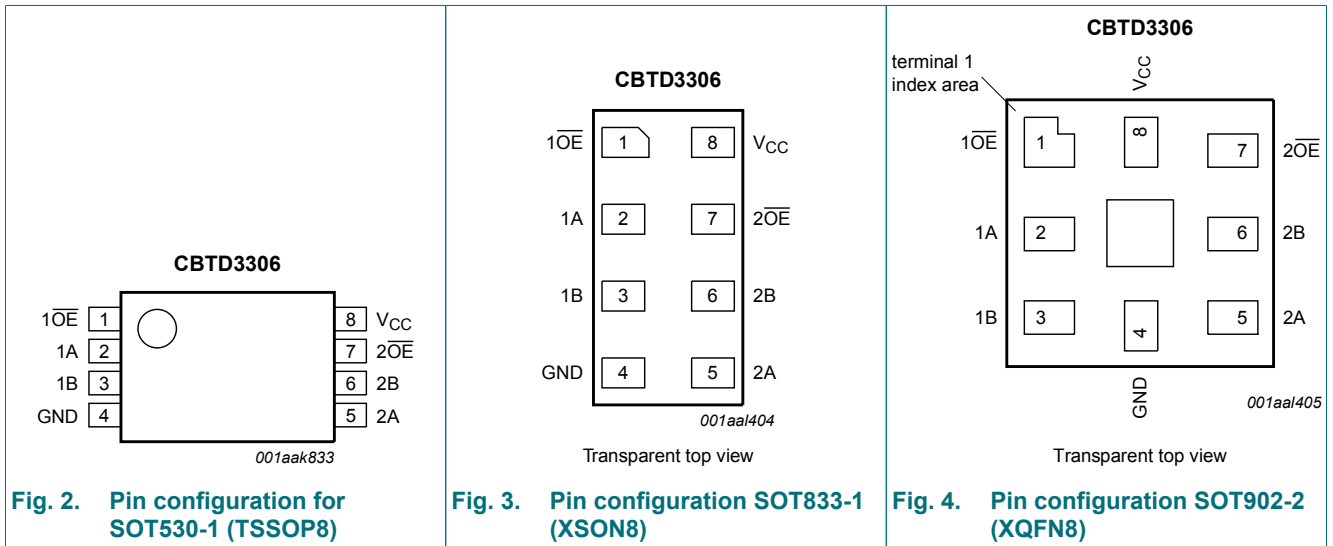 CBTD3306
1OE 1
1A 2
1B 3
GND 4
8 VCC
7 2OE
6 2B
5 2A
001aak833
Fig. 2. Pin configuration for
SOT530-1 (TSSOP8)
CBTD3306
1OE 1 8 VCC
1A 2 7 2OE
1B 3 6 2B
GND 4 5 2A
001aal404
Transparent top view
Fig. 3. Pin configuration SOT833-1
(XSON8)
CBTD3306
terminal 1
index area
VCC
1OE 1 8 7 2OE
1A 2 6 2B
1B 3 4 5 2A
GND
001aal405
Transparent top view
Fig. 4. Pin configuration SOT902-2
(XQFN8)